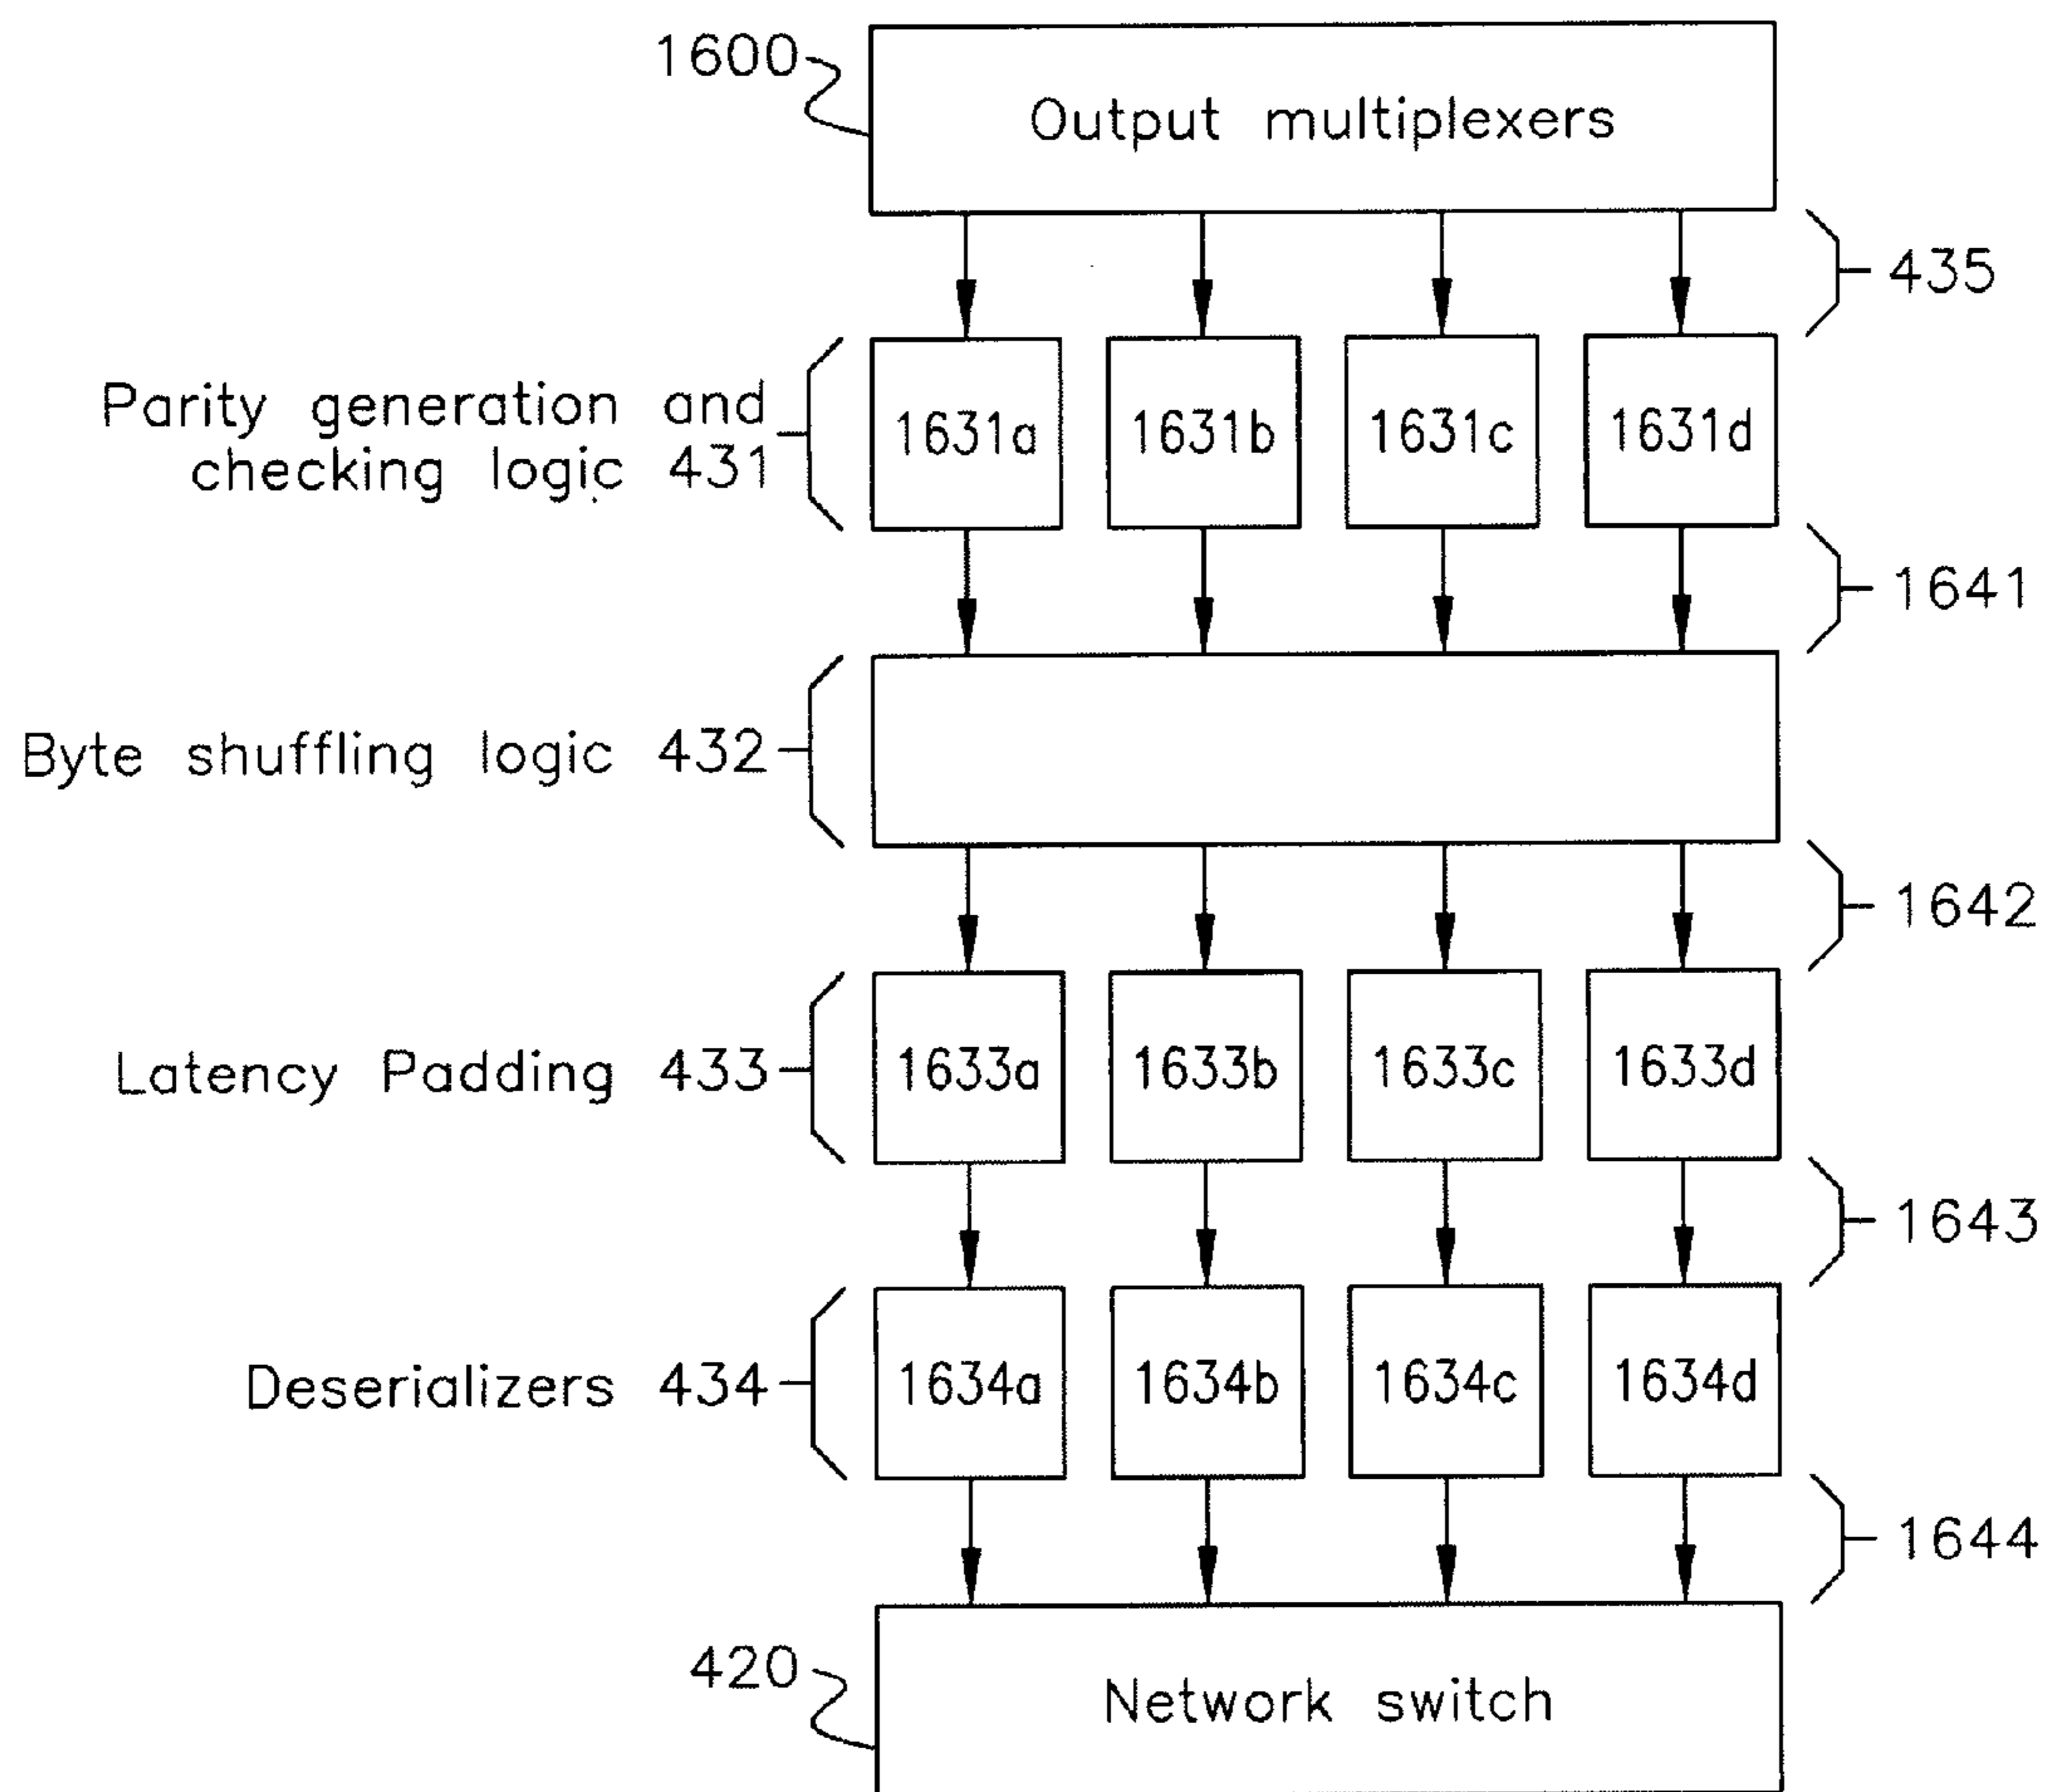 1600
Output multiplexers
435
Parity generation and
checking logic 431
1631a 1631b 1631c 1631d
1641
Byte shuffling logic 432
1642
Latency Padding 433
1633a 1633b 1633c 1633d
1643
Deserializers 434
1634a 1634b 1634c 1634d
1644
420
Network switch